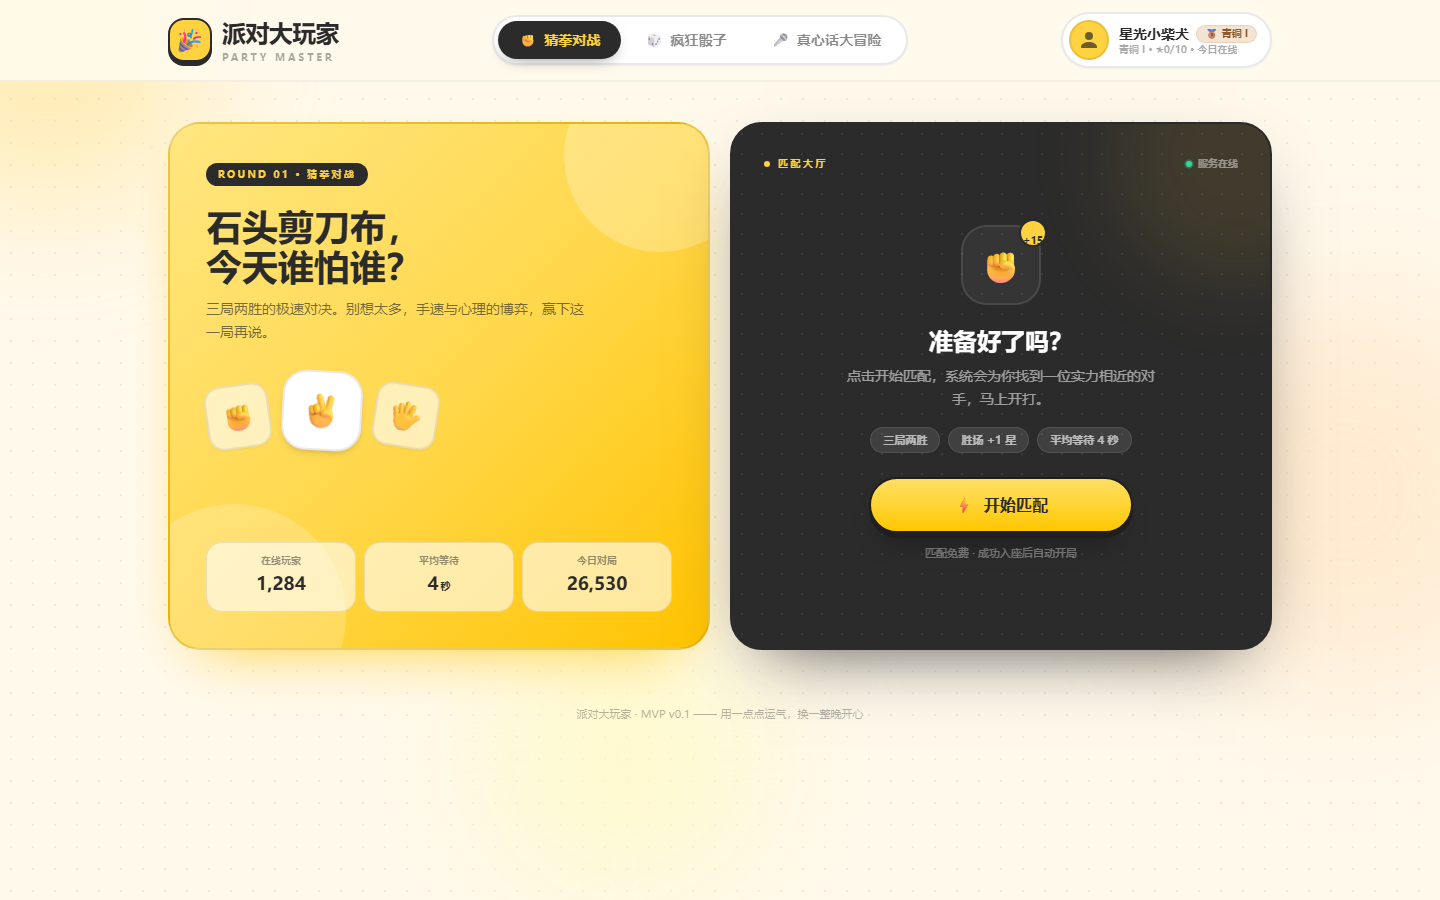 派对大玩家
PARTY MASTER
猜拳对战
疯狂骰子
真心话大冒险
星光小柴犬
青铜 I
青铜 I • ★0/10 • 今日在线
ROUND 01 • 猜拳对战
石头剪刀布，
今天谁怕谁？
三局两胜的极速对决。别想太多，手速与心理的博弈，赢下这
一局再说。
在线玩家
1,284
平均等待
4秒
今日对局
26,530
匹配大厅
服务在线
+15
准备好了吗？
点击开始匹配，系统会为你找到一位实力相近的对
手，马上开打。
三局两胜
胜场 +1 星
平均等待 4 秒
开始匹配
匹配免费 · 成功入座后自动开局
派对大玩家 · MVP v0.1 —— 用一点点运气，换一整晚开心